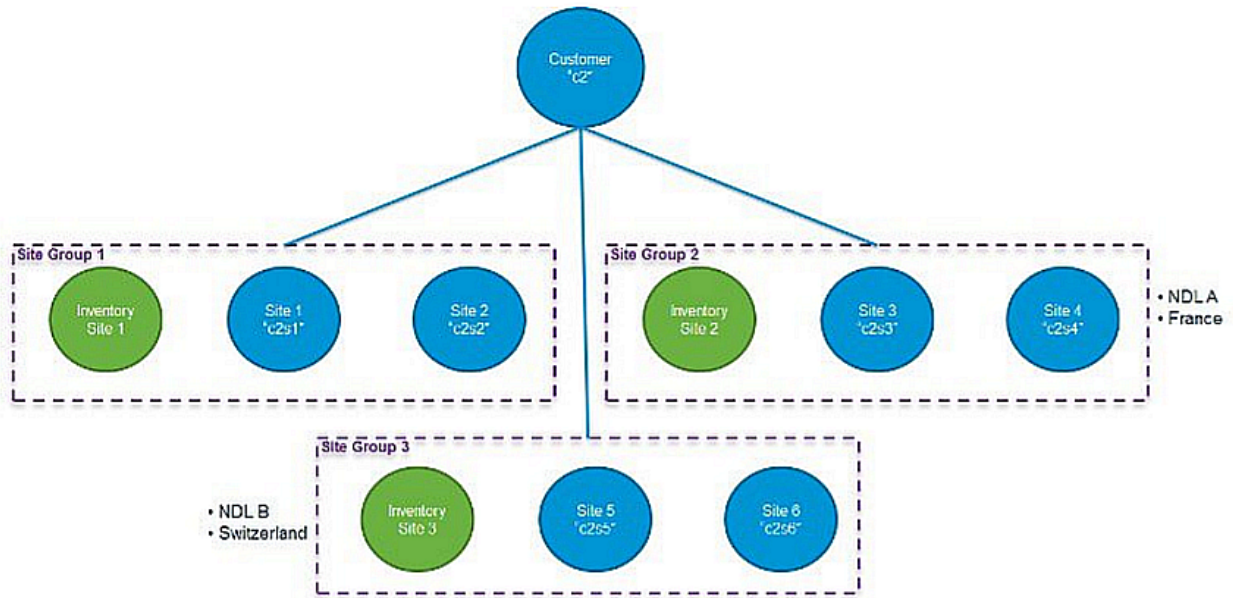 Customer
"c2"
Site Group 1
Inventory
Site 1
Site 1
"c2s1"
Site 2
"c2s2"
Site Group 2
Inventory
Site 2
Site 3
"c2s3"
Site 4
"c2s4"
• NDL A
• France
Site Group 3
Inventory
Site 3
Site 5
"c2s5"
Site 6
"c2s6"
• NDL B
• Switzerland